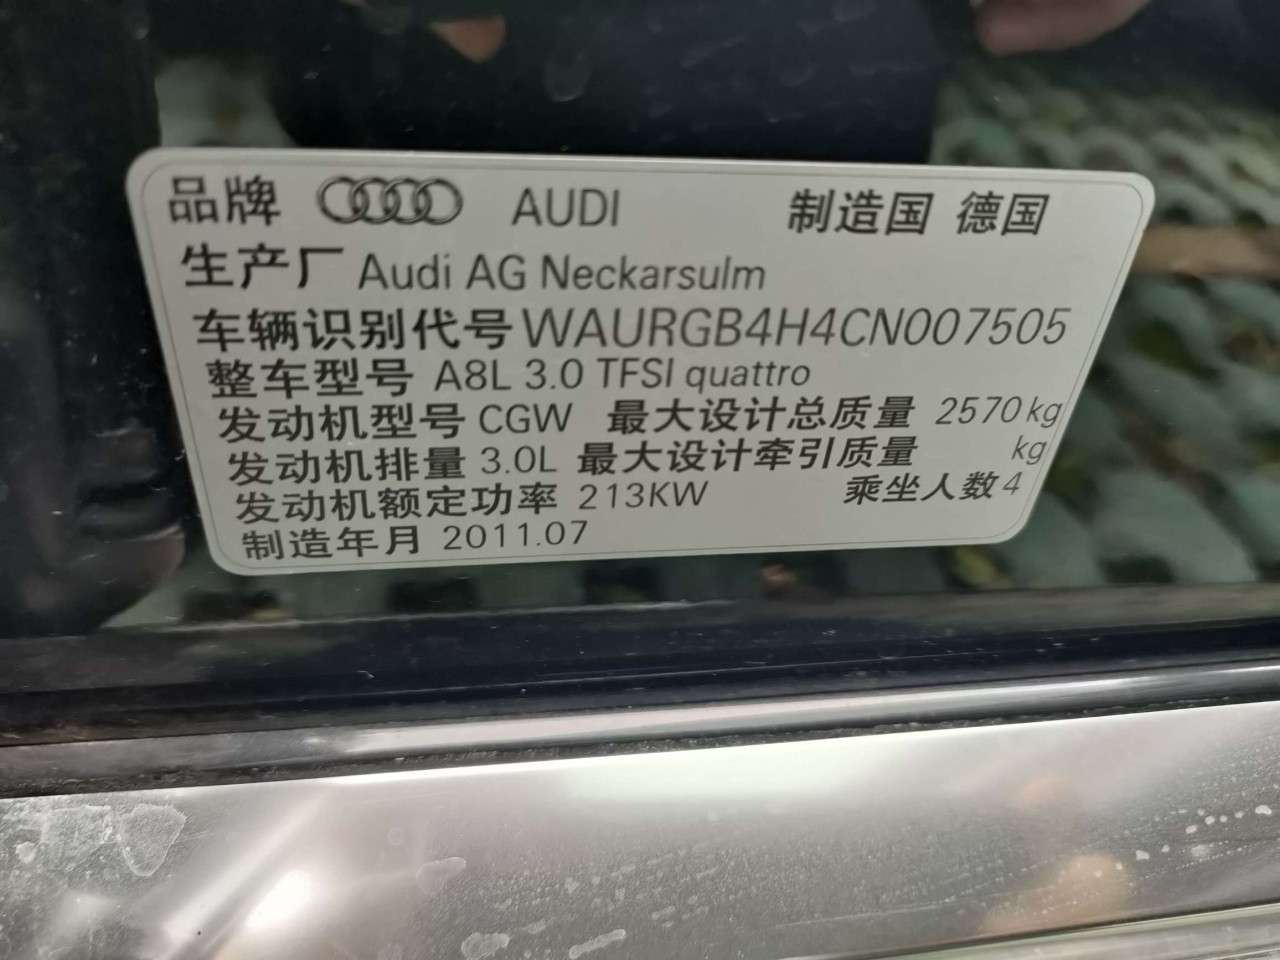 品牌 AUDI 制造国 德国
生产厂 Audi AG Neckarsulm
车辆识别代号 WAURGB4H4CN007505
整车型号 A8L 3.0 TFSI quattro
发动机型号 CGW 最大设计总质量 2570 kg
发动机排量 3.0L 最大设计牵引质量 kg
发动机额定功率 213KW 乘坐人数 4
制造年月 2011.07